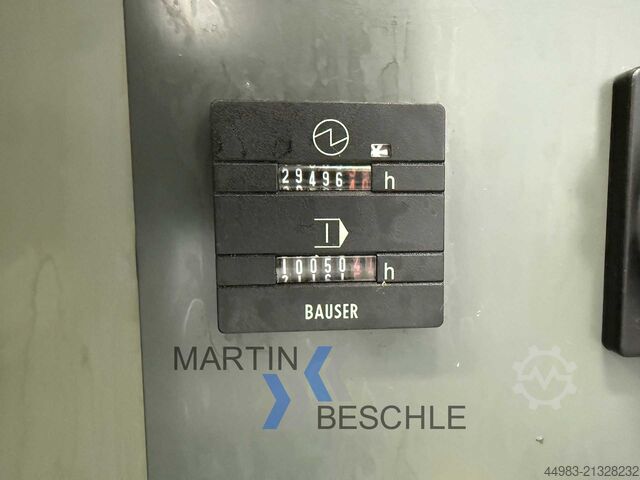 29496 h
10050 h
BAUSER
MARTIN
BESCHLE
44983-21328232